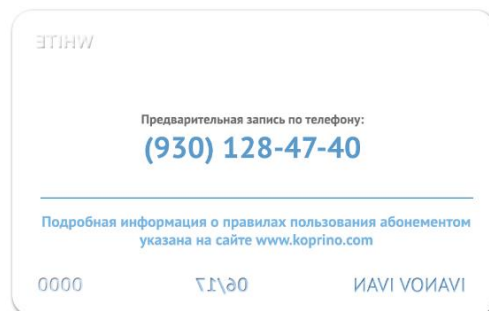 WHITE
Предварительная запись по телефону:
(930) 128-47-40
Подробная информация о правилах пользования абонементом
указана на сайте www.koprino.com
0000 06/17 IVANOV IVAN